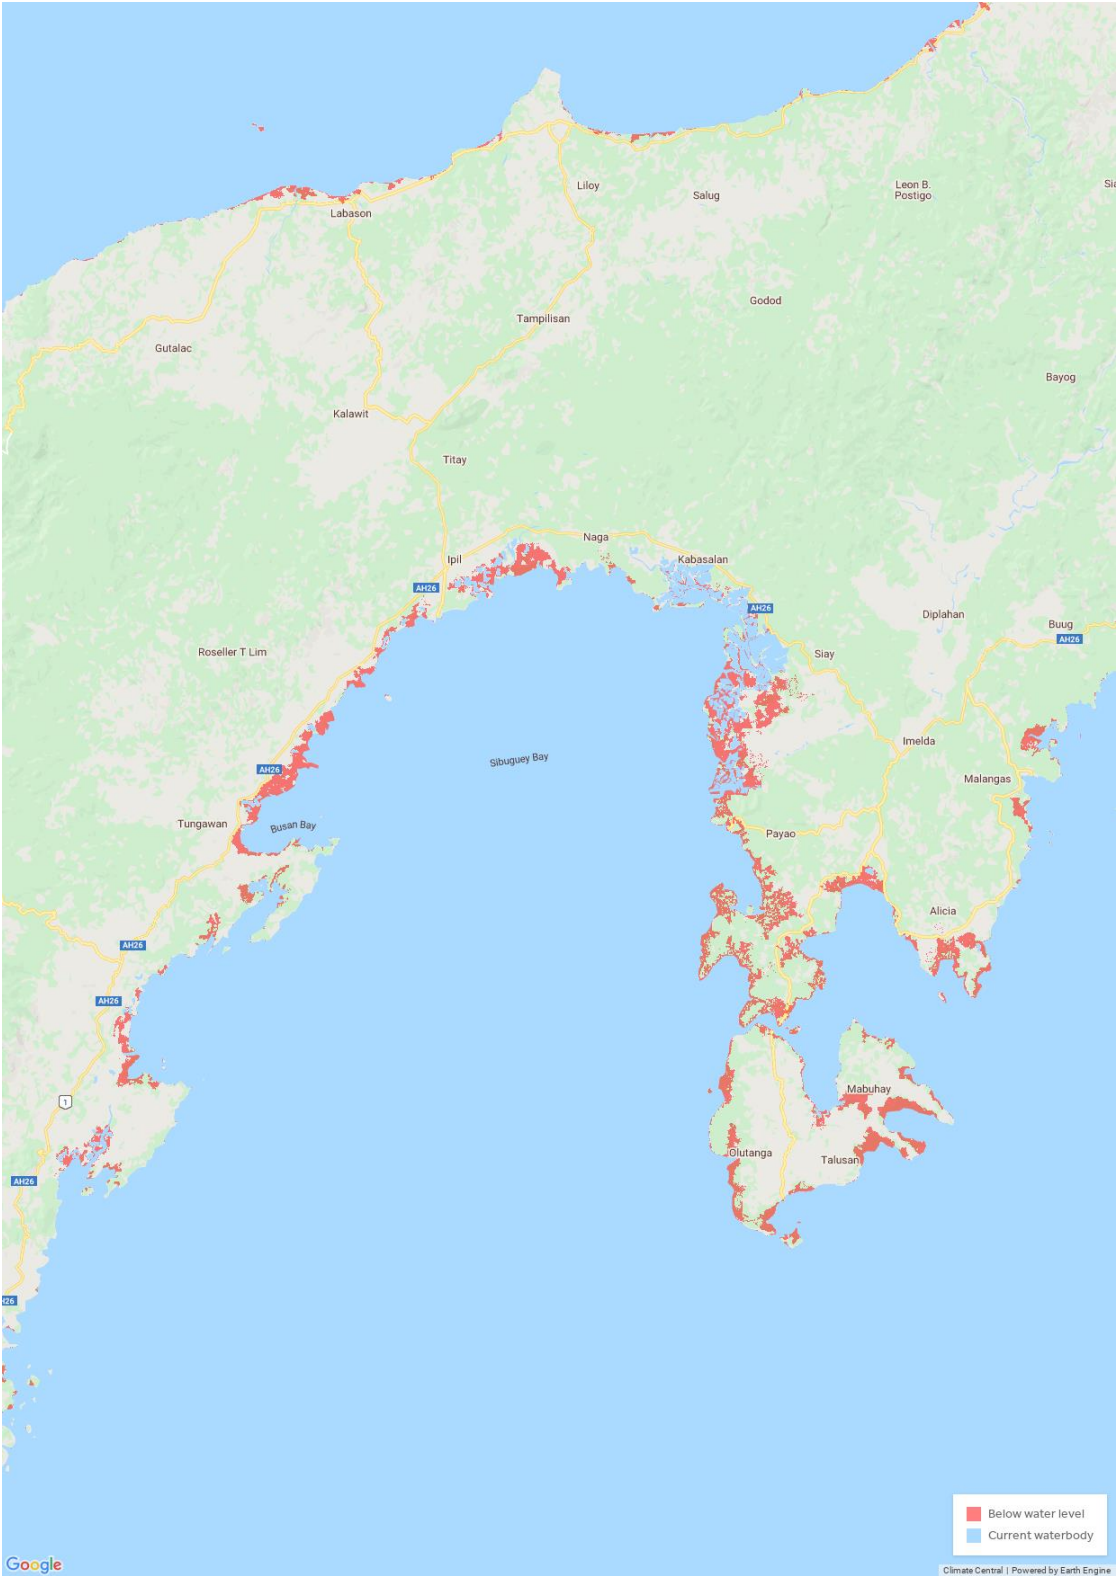 Liloy
Leon B.
Postigo
Salug
Labason
Godod
Tampilisan
Gutalac
Bayog
Kalawit
Titay
Naga
Ipil
Kabasalan
AH26
AH26
Diplahan
Buug
AH26
Roseller T Lim
Siay
Imelda
Sibuguey Bay
AH26
Malangas
Tungawan
Busan Bay
Payao
Alicia
AH26
AH26
Mabuhay
1
Olutanga
Talusan
AH26
H26
Below water level
Current waterbody
Google
Climate Central | Powered by Earth Engine